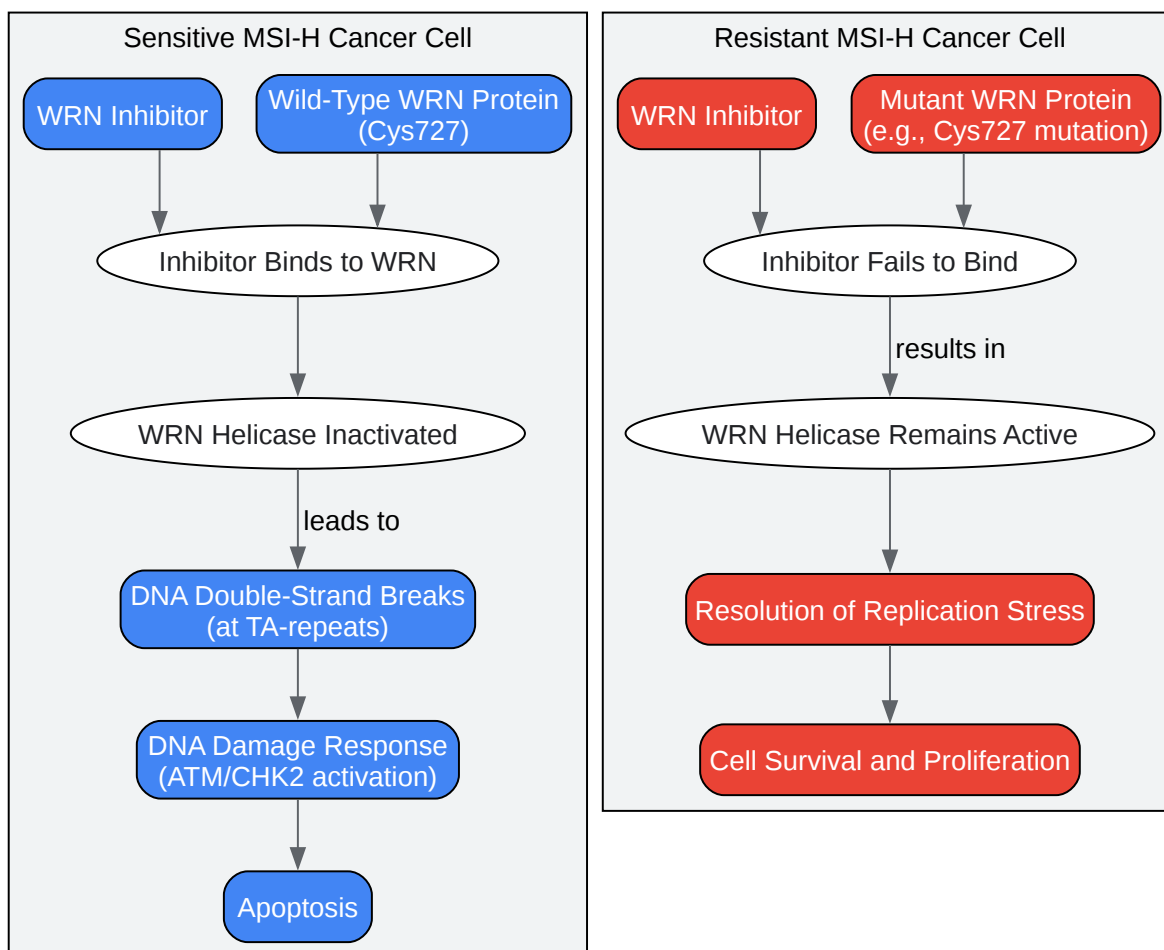 Sensitive MSI-H Cancer Cell
WRN Inhibitor
Wild-Type WRN Protein
(Cys727)
Inhibitor Binds to WRN
WRN Helicase Inactivated
leads to
DNA Double-Strand Breaks
(at TA-repeats)
DNA Damage Response
(ATM/CHK2 activation)
Apoptosis
Resistant MSI-H Cancer Cell
WRN Inhibitor
Mutant WRN Protein
(e.g., Cys727 mutation)
Inhibitor Fails to Bind
results in
WRN Helicase Remains Active
Resolution of Replication Stress
Cell Survival and Proliferation